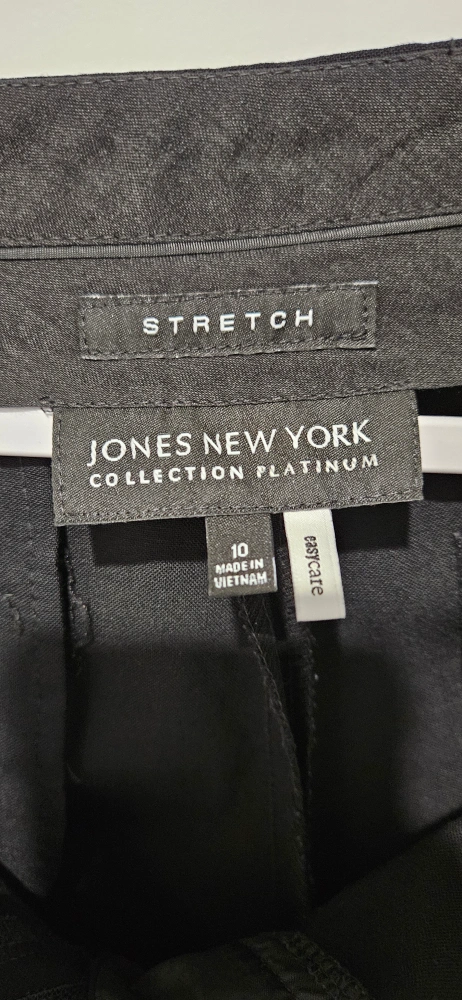 STRETCH
JONES NEW YORK
COLLECTION PLATINUM
10
MADE IN
VIETNAM
easycare